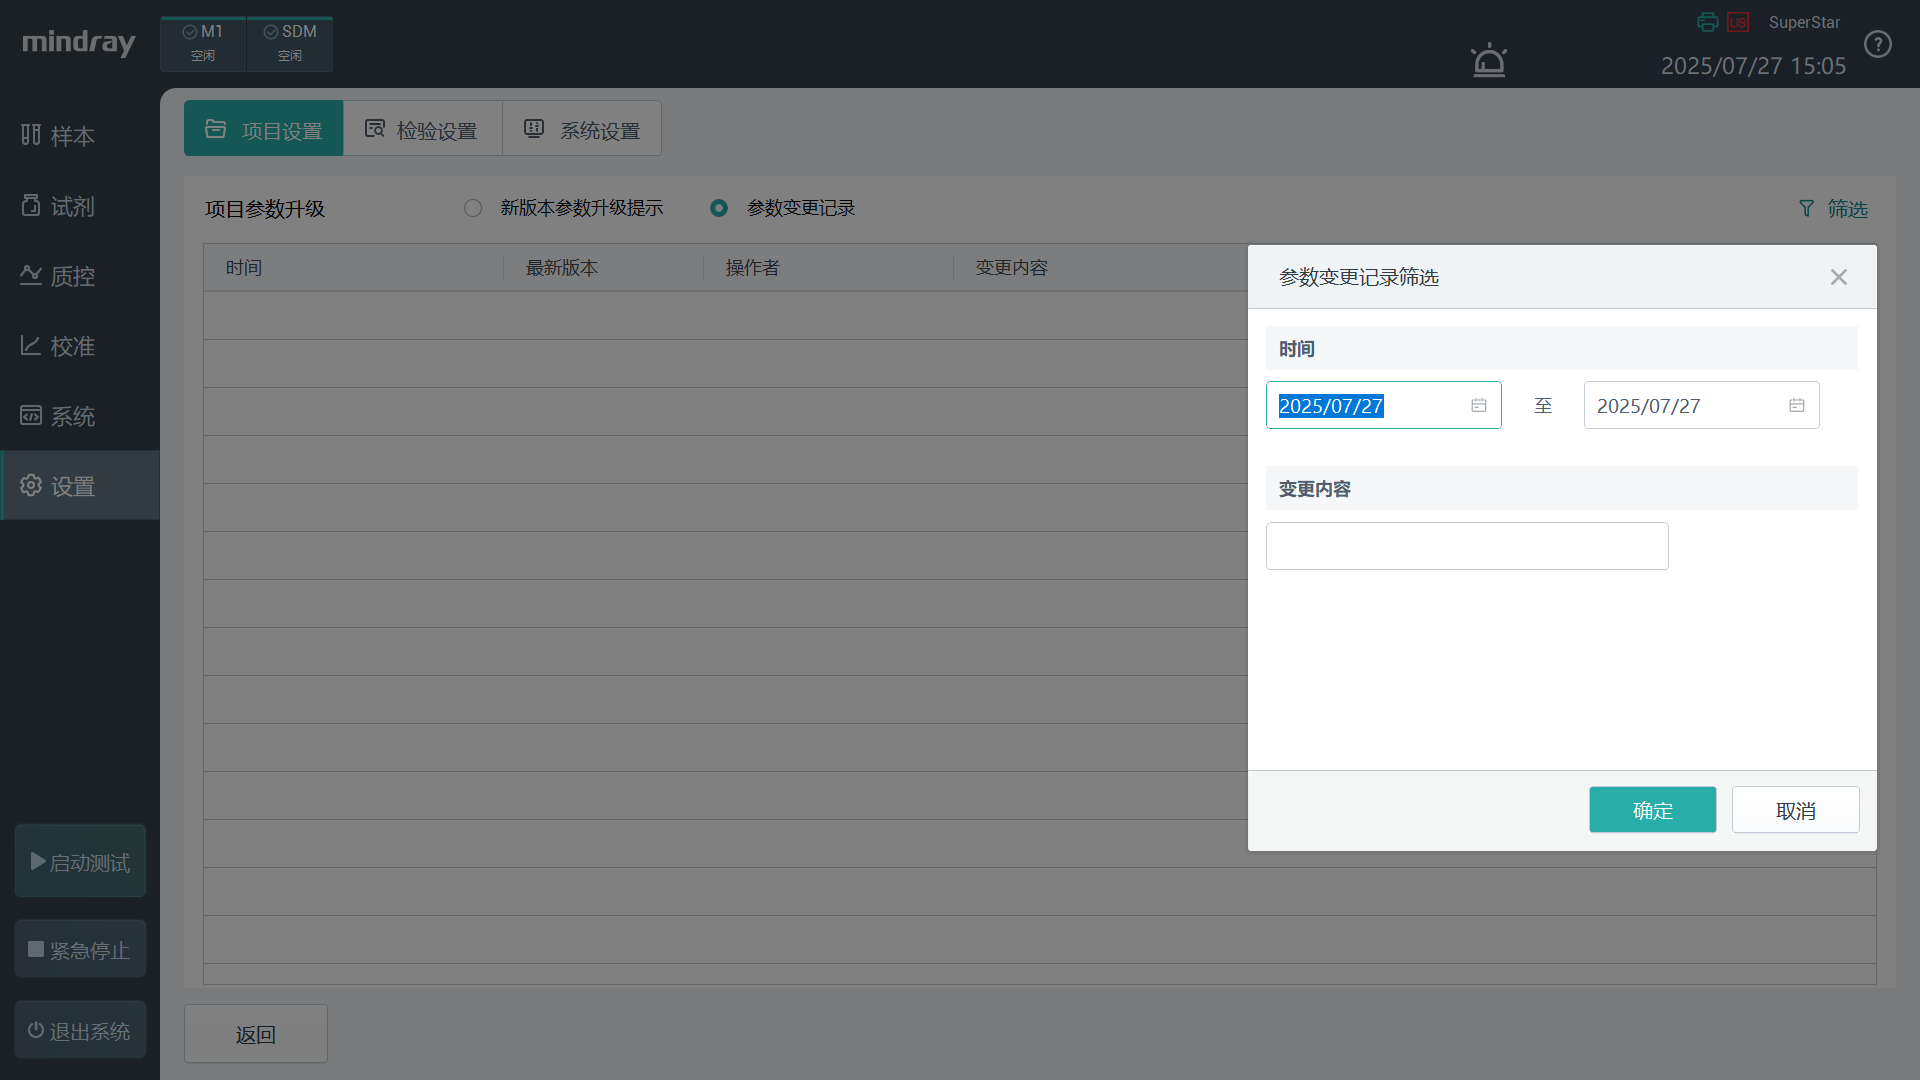 mindray
M1
空闲
SDM
空闲
LIS
SuperStar
2025/07/27 15:05
样本
试剂
质控
校准
系统
设置
启动测试
紧急停止
退出系统
项目设置
检验设置
系统设置
项目参数升级
新版本参数升级提示
参数变更记录
筛选
时间
最新版本
操作者
变更内容
参数变更记录筛选
时间
2025/07/27
至
2025/07/27
变更内容
确定
取消
返回